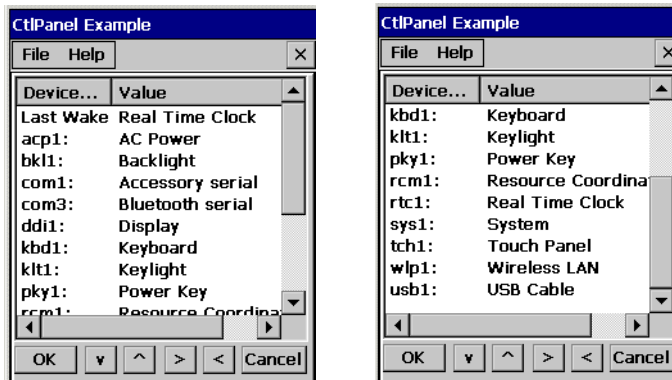 CtlPanel Example
File Help ×
Device... Value
Last Wake Real Time Clock
acp1: AC Power
bkl1: Backlight
com1: Accessory serial
com3: Bluetooth serial
ddi1: Display
kbd1: Keyboard
klt1: Keylight
pky1: Power Key
rcm1: Resource Coordina
OK v ^ > < Cancel
CtlPanel Example
File Help ×
Device... Value
kbd1: Keyboard
klt1: Keylight
pky1: Power Key
rcm1: Resource Coordina
rtc1: Real Time Clock
sys1: System
tch1: Touch Panel
wlp1: Wireless LAN
usb1: USB Cable
OK v ^ > < Cancel